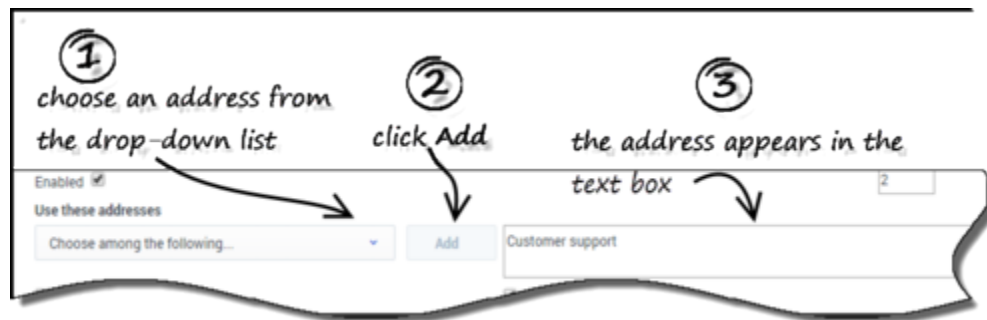 1
choose an address from
the drop-down list
2
click Add
3
the address appears in the
text box
Enabled
2
Use these addresses
Choose among the following...
Add
Customer support